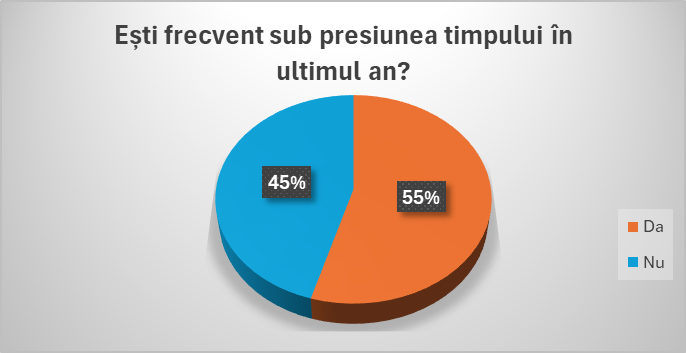 Ești frecvent sub presiunea timpului în
ultimul an?
45%
55%
Da
Nu